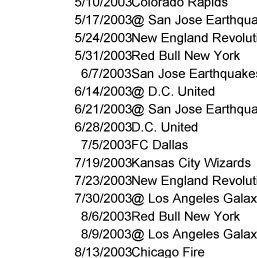 5/10/2003Colorado Rapids
5/17/2003@ San Jose Earthqua
5/24/2003New England Revoluti
5/31/2003Red Bull New York
6/7/2003San Jose Earthquakes
6/14/2003@ D.C. United
6/21/2003@ San Jose Earthqua
6/28/2003D.C. United
7/5/2003FC Dallas
7/19/2003Kansas City Wizards
7/23/2003New England Revoluti
7/30/2003@ Los Angeles Galax
8/6/2003Red Bull New York
8/9/2003@ Los Angeles Galax
8/13/2003Chicago Fire